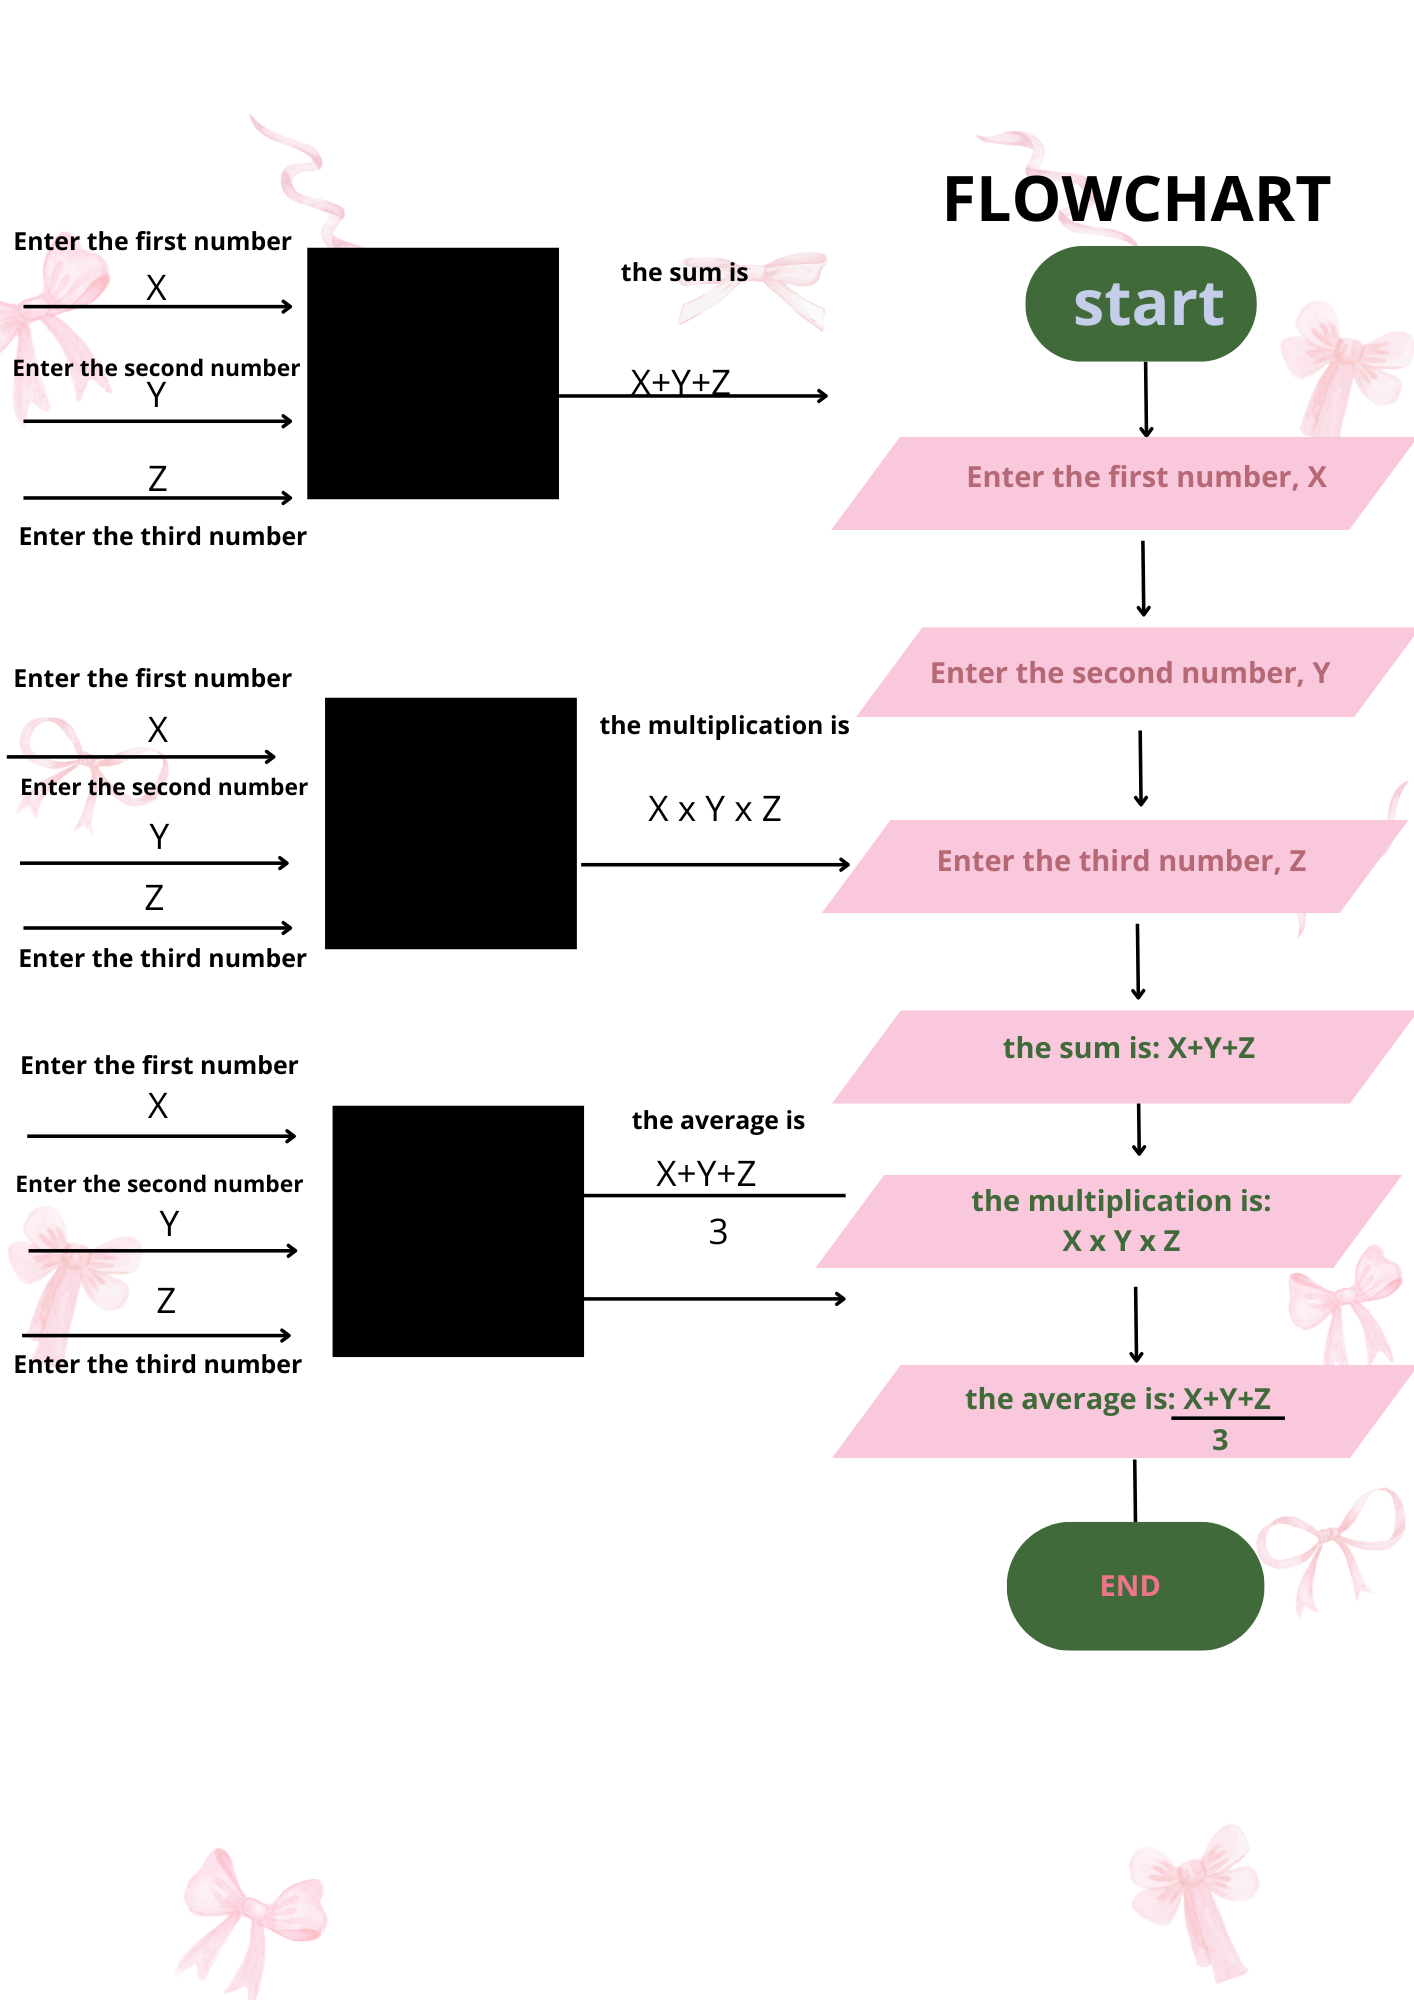 Enter the first number
X
Enter the second number
Y
Z
Enter the third number
the sum is
X+Y+Z
Enter the first number
X
Enter the second number
Y
Z
Enter the third number
the multiplication is
X x Y x Z
Enter the first number
X
Enter the second number
Y
Z
Enter the third number
the average is
X+Y+Z
3
FLOWCHART
start
Enter the first number, X
Enter the second number, Y
Enter the third number, Z
the sum is: X+Y+Z
the multiplication is:
X x Y x Z
the average is: X+Y+Z
3
END